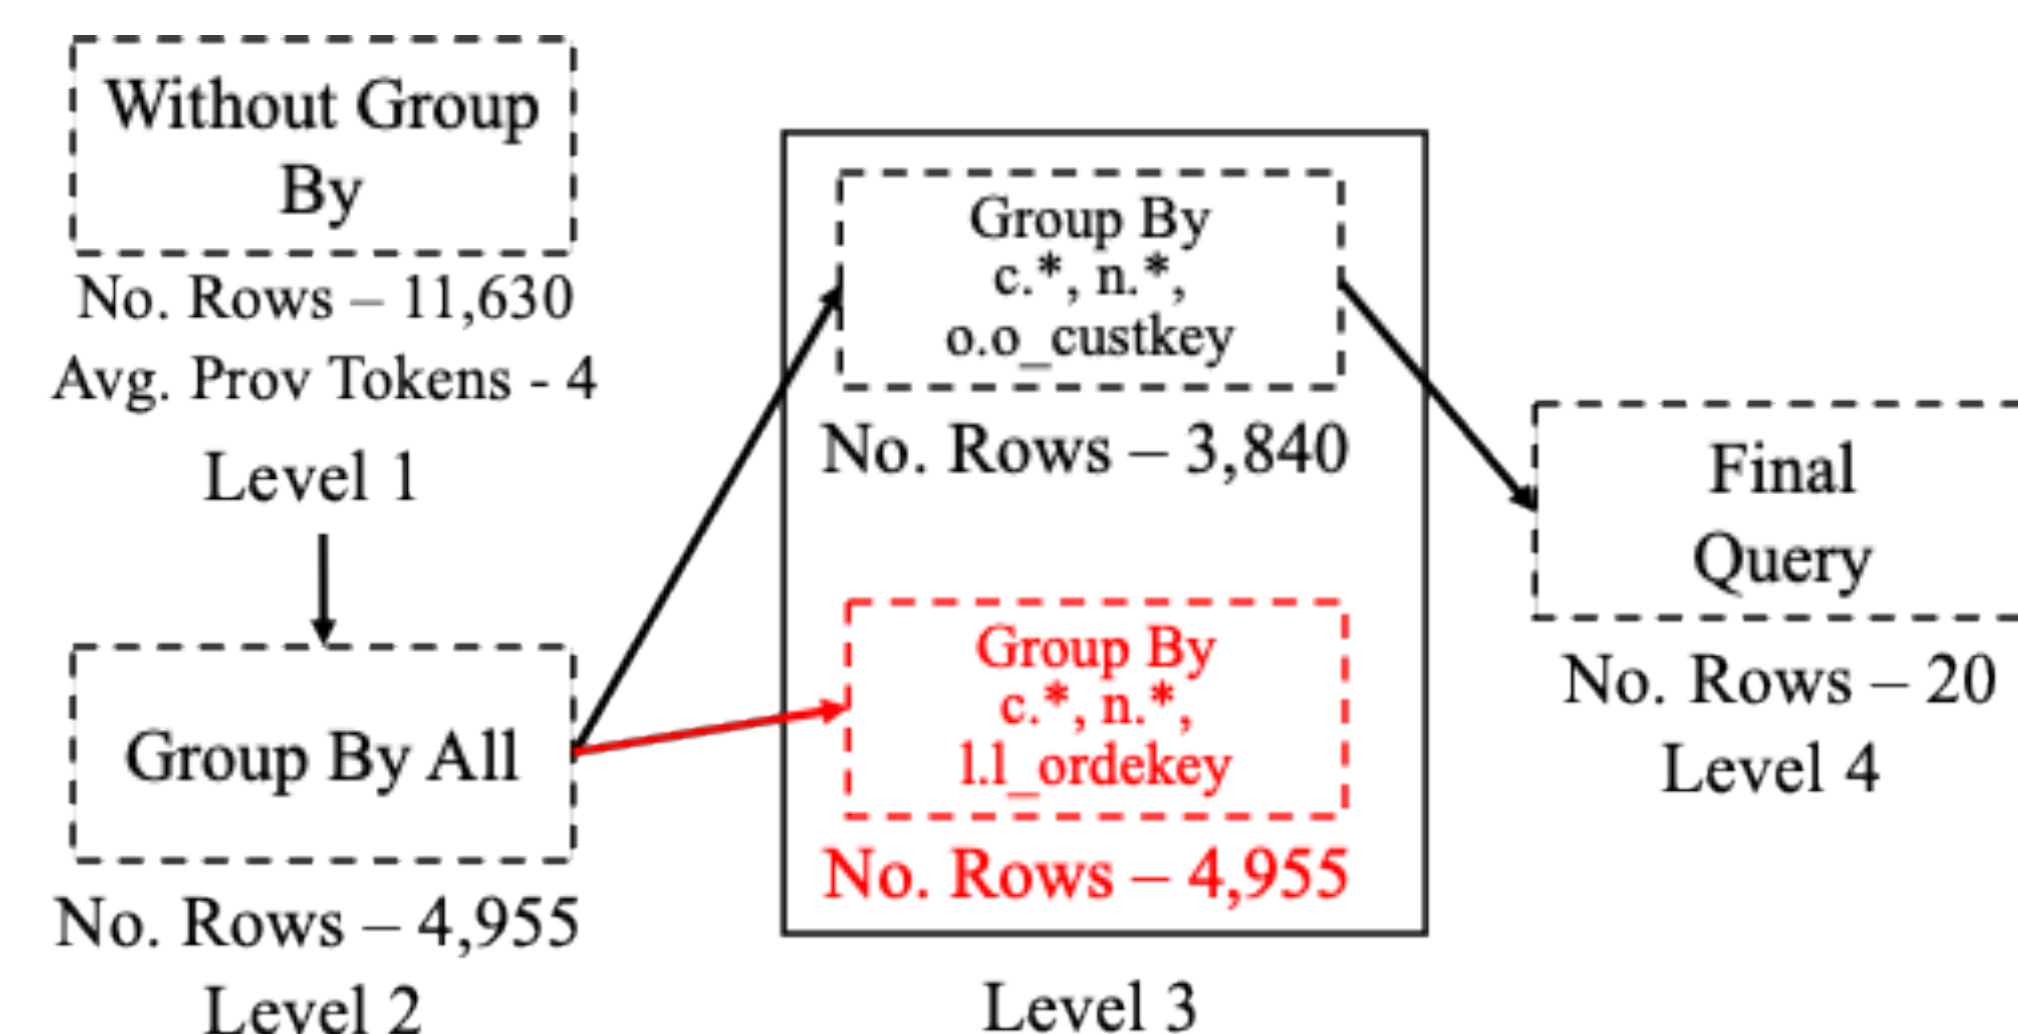 Without Group
By
No. Rows – 11,630
Avg. Prov Tokens - 4
Level 1
Group By All
No. Rows – 4,955
Level 2
Group By
c.*, n.*,
o.o_custkey
No. Rows – 3,840
Group By
c.*, n.*,
l.l_ordekey
No. Rows – 4,955
Level 3
Final
Query
No. Rows – 20
Level 4